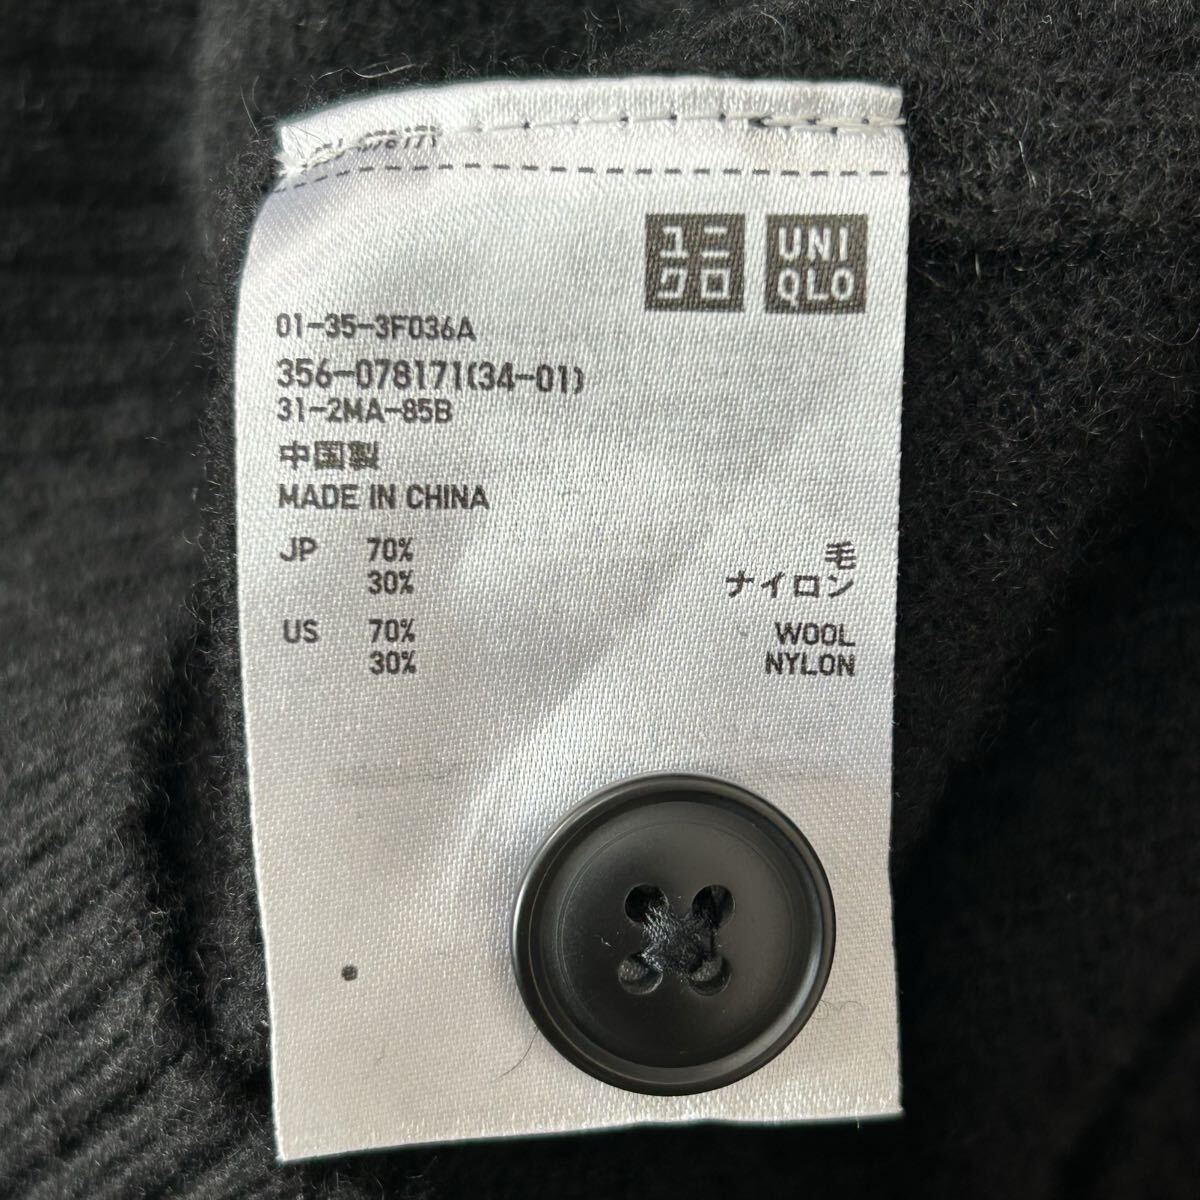 ユニ
クロ
UNI
QLO
01-35-3F036A
356-078171(34-01)
31-2MA-85B
中国製
MADE IN CHINA
JP 70% 毛
30% ナイロン
US 70% WOOL
30% NYLON